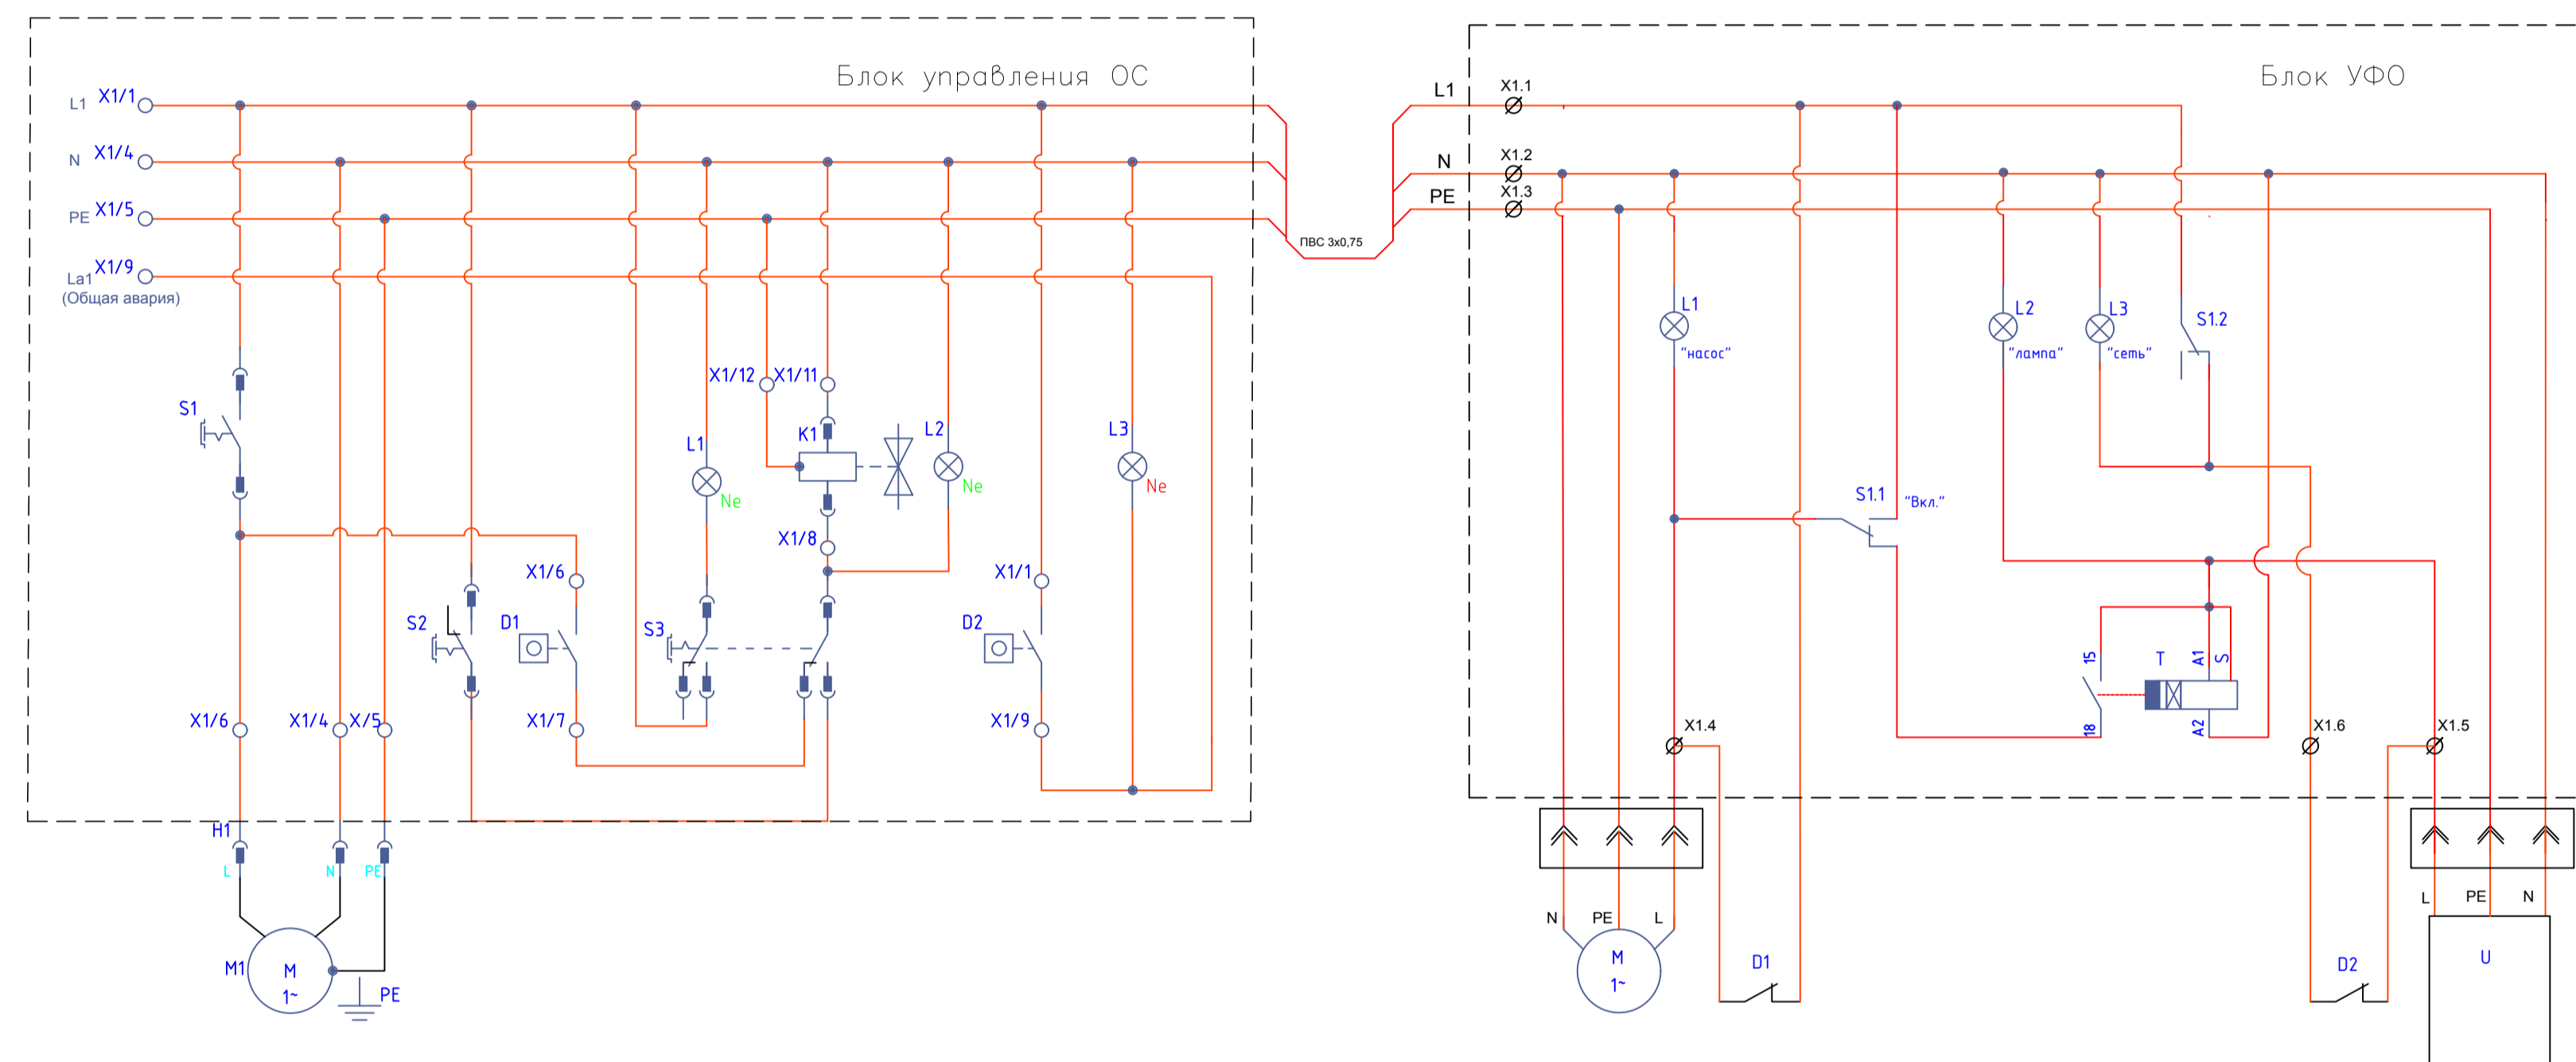 Блок управления ОС
Блок УФО
L1 X1/1
N X1/4
PE X1/5
La1 X1/9
(Общая авария)
L1 X1.1
N X1.2
PE X1.3
ПВС 3х0,75
L1
"насос"
L2
"лампа"
L3
"сеть"
S1.2
X1/12 X1/11
S1
K1
L1
Ne
L2
Ne
L3
Ne
S1.1 "Вкл."
X1/8
X1/6
X1/1
S2
D1
S3
D2
15
T
A1
S
18
A2
X1/6
X1/4
X/5
X1/7
X1/9
X1.4
X1.6
X1.5
H1
L
N
PE
N
PE
L
L
PE
N
M1
M
1~
PE
M
1~
D1
D2
U